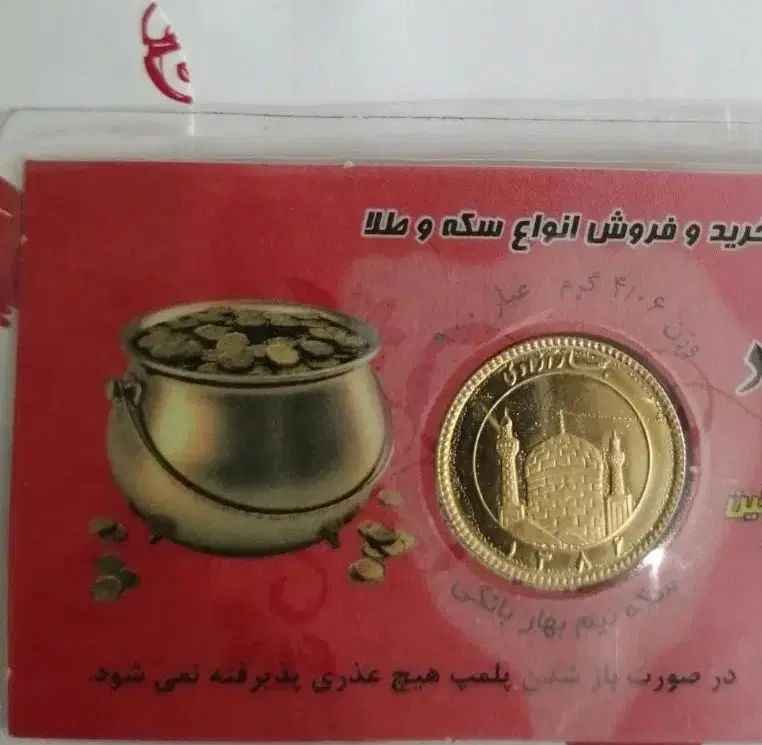 خرید و فروش انواع سکه و طلا
وزن ۴/۰۶ گرم عیار
بهار آزادی
۱۳۸۲
سکه نیم بهار بانکی
در صورت باز شدن پلمپ هیچ عذری پذیرفته نمی شود.